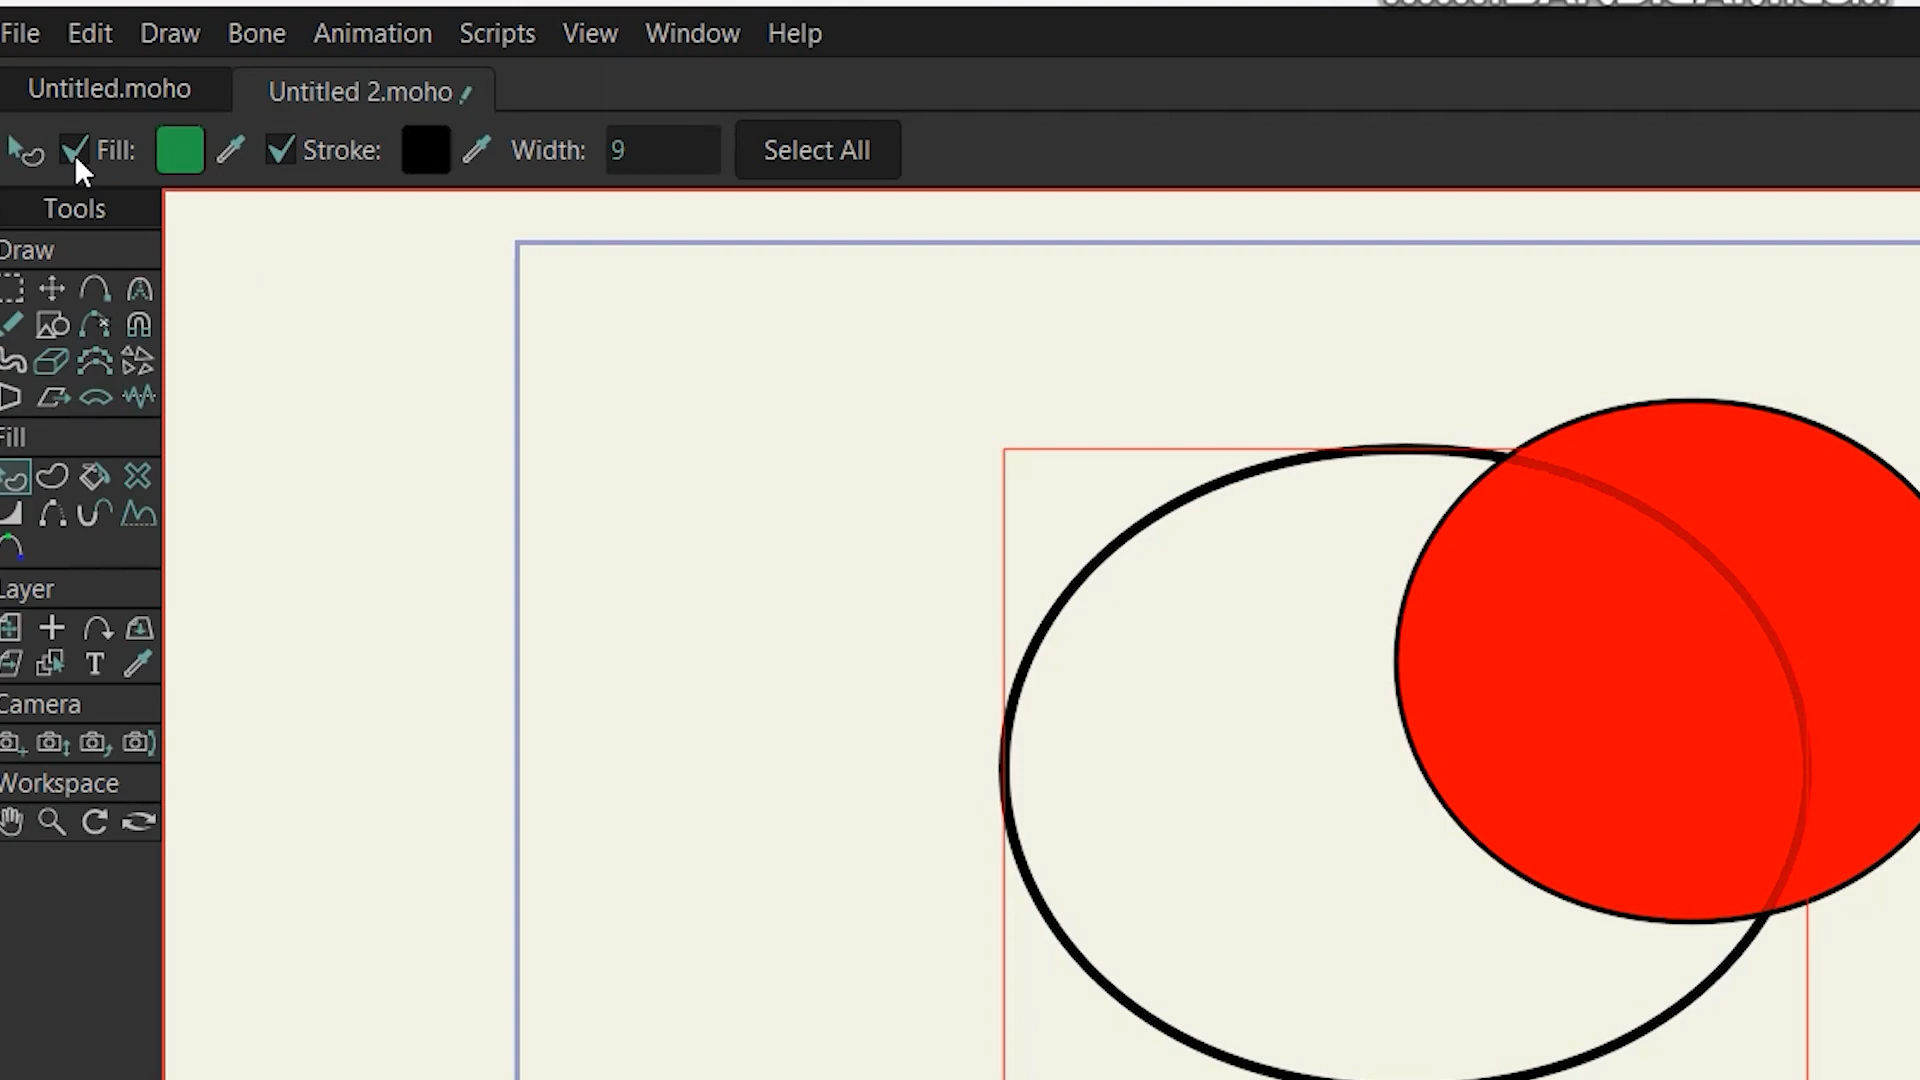 File Edit Draw Bone Animation Scripts View Window Help
Untitled.moho Untitled 2.moho
Fill: Stroke: Width: 9 Select All
Tools
Draw
Fill
Layer
Camera
Workspace